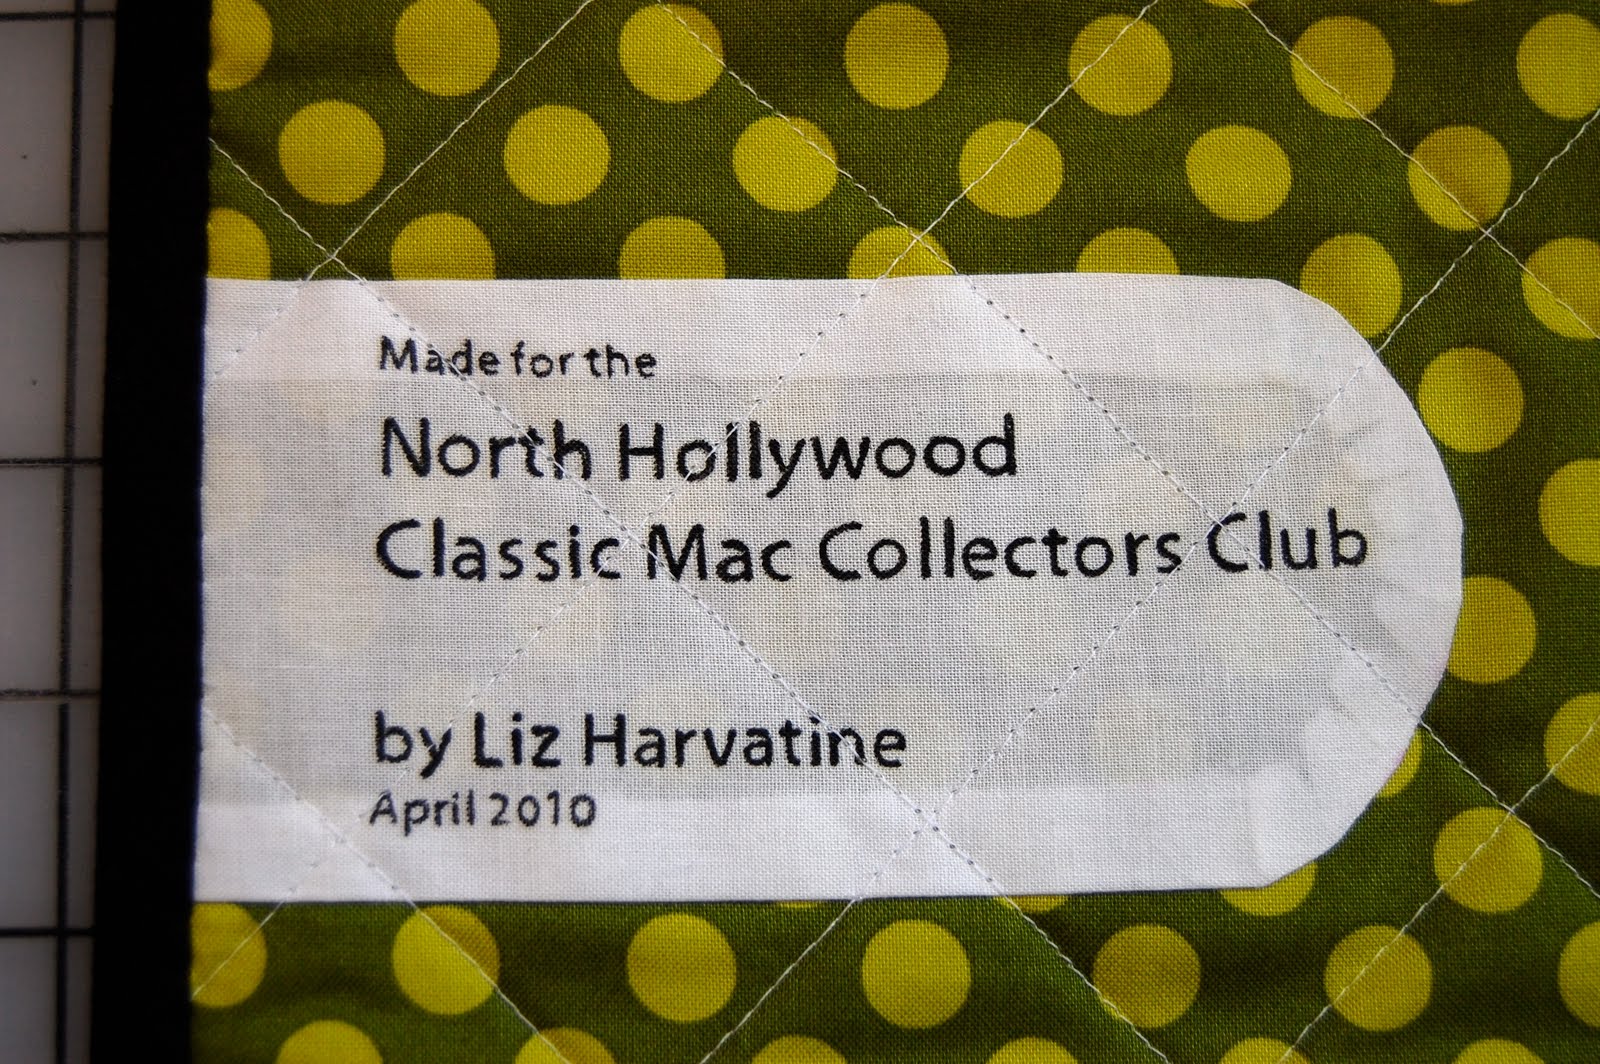 Made for the
North Hollywood
Classic Mac Collectors Club
by Liz Harvatine
April 2010